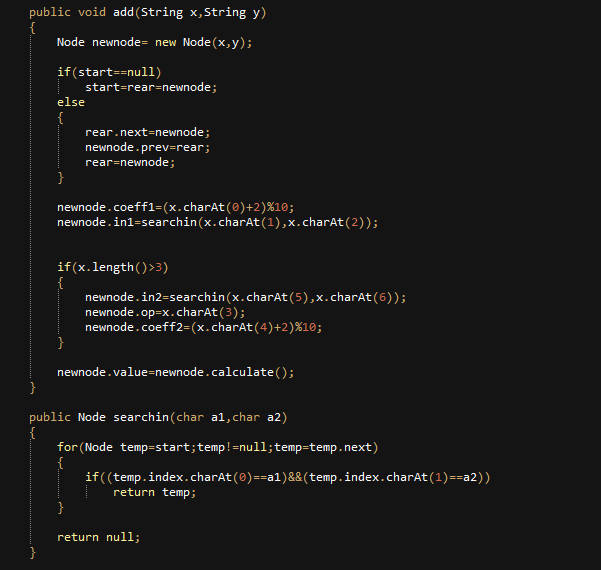 public void add(String x,String y)
{
    Node newnode= new Node(x,y);
    if(start==null)
        start=rear=newnode;
    else
    {
        rear.next=newnode;
        newnode.prev=rear;
        rear=newnode;
    }
    newnode.coeff1=(x.charAt(0)+2)%10;
    newnode.in1=searchin(x.charAt(1),x.charAt(2));
    if(x.length()>3)
    {
        newnode.in2=searchin(x.charAt(5),x.charAt(6));
        newnode.op=x.charAt(3);
        newnode.coeff2=(x.charAt(4)+2)%10;
    }
    newnode.value=newnode.calculate();
}
public Node searchin(char a1,char a2)
{
    for(Node temp=start;temp!=null;temp=temp.next)
    {
        if((temp.index.charAt(0)==a1)&&(temp.index.charAt(1)==a2))
            return temp;
    }
    return null;
}